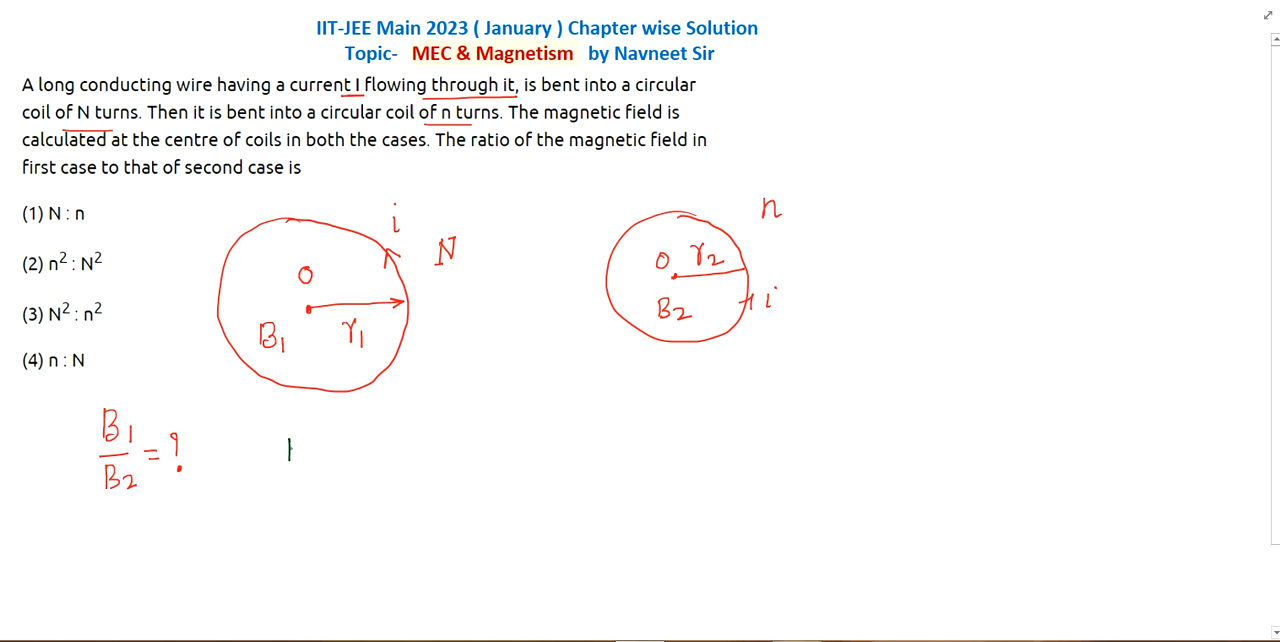 IIT-JEE Main 2023 ( January ) Chapter wise Solution
Topic- MEC & Magnetism by Navneet Sir
A long conducting wire having a current I flowing through it, is bent into a circular
coil of N turns. Then it is bent into a circular coil of n turns. The magnetic field is
calculated at the centre of coils in both the cases. The ratio of the magnetic field in
first case to that of second case is
(1) N : n
(2) n² : N²
(3) N² : n²
(4) n : N
i
N
O
B₁
r₁
n
O r₂
B₂
i
B₁
= ?
B₂